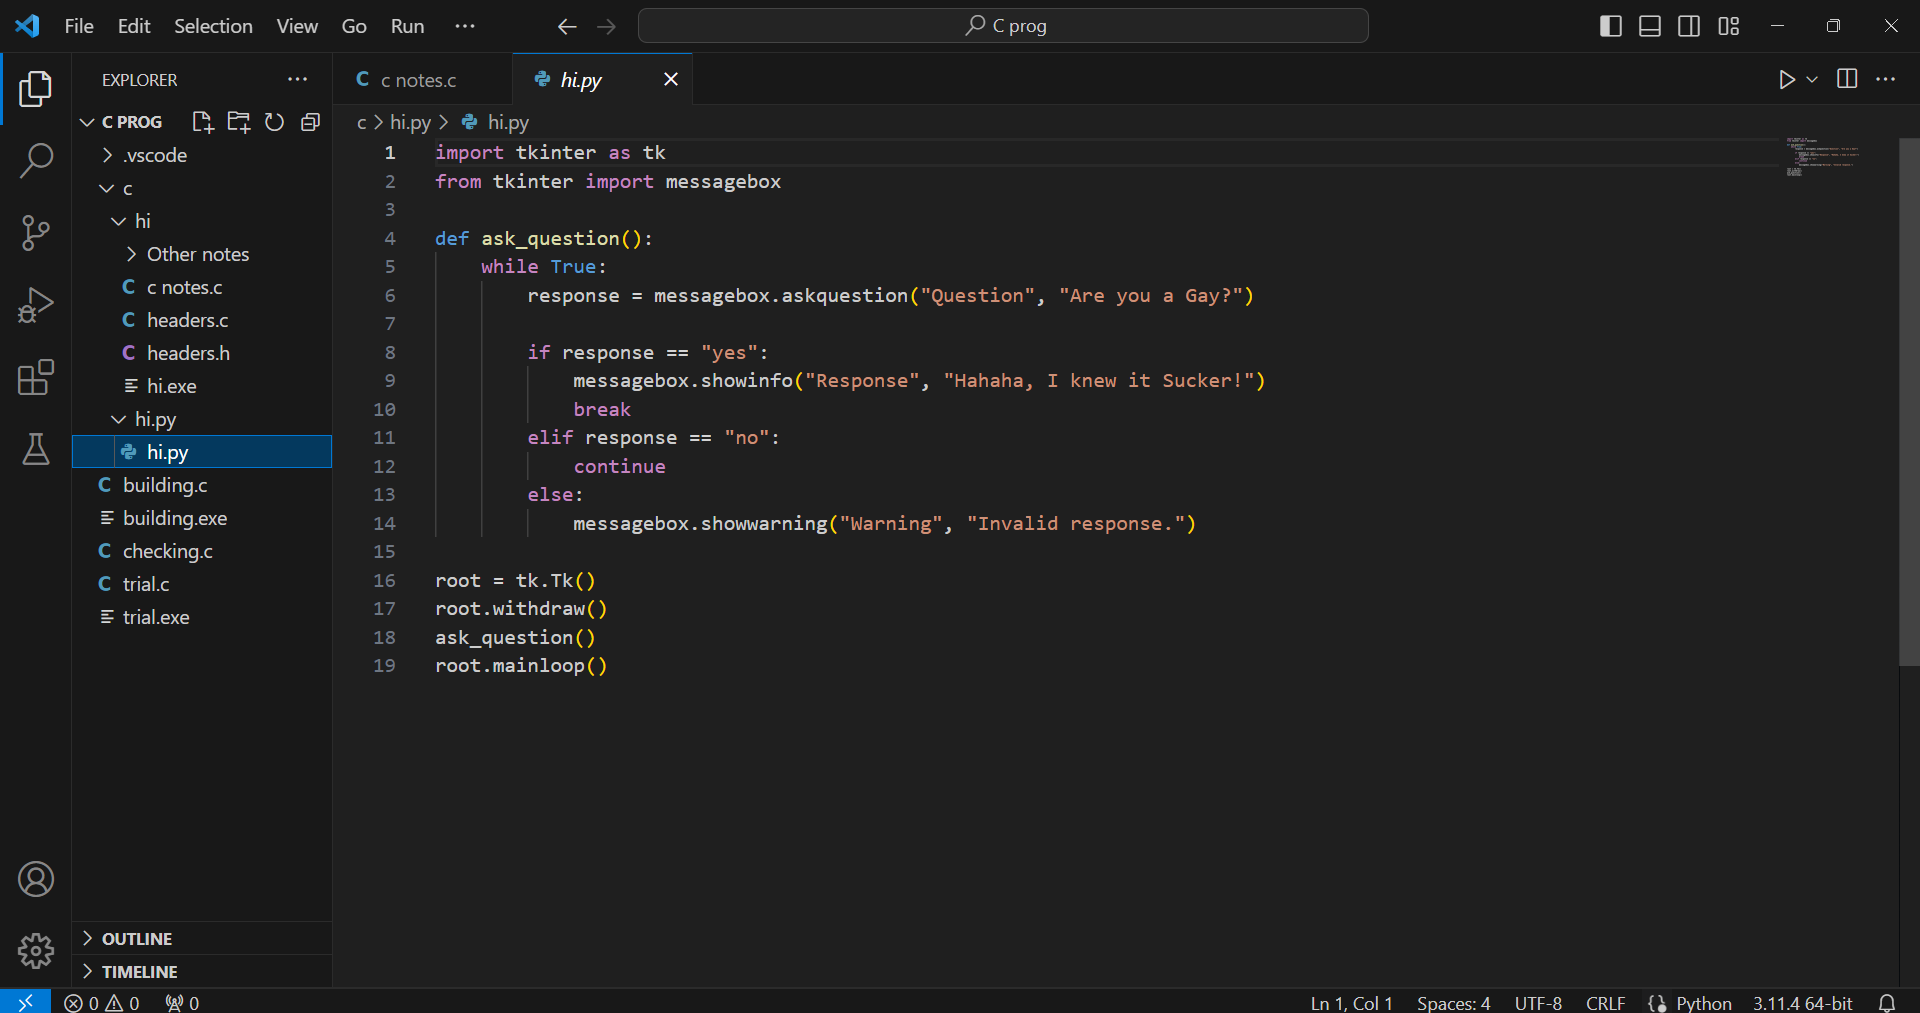 File Edit Selection View Go Run ···
C prog
EXPLORER ···
C PROG
.vscode
c
hi
Other notes
C c notes.c
C headers.c
C headers.h
hi.exe
hi.py
hi.py
C building.c
building.exe
C checking.c
C trial.c
trial.exe
OUTLINE
TIMELINE
C c notes.c
hi.py
c > hi.py > hi.py
1 import tkinter as tk
2 from tkinter import messagebox
3
4 def ask_question():
5     while True:
6         response = messagebox.askquestion("Question", "Are you a Gay?")
7
8         if response == "yes":
9             messagebox.showinfo("Response", "Hahaha, I knew it Sucker!")
10             break
11         elif response == "no":
12             continue
13         else:
14             messagebox.showwarning("Warning", "Invalid response.")
15
16 root = tk.Tk()
17 root.withdraw()
18 ask_question()
19 root.mainloop()
0 0 0
Ln 1, Col 1 Spaces: 4 UTF-8 CRLF Python 3.11.4 64-bit